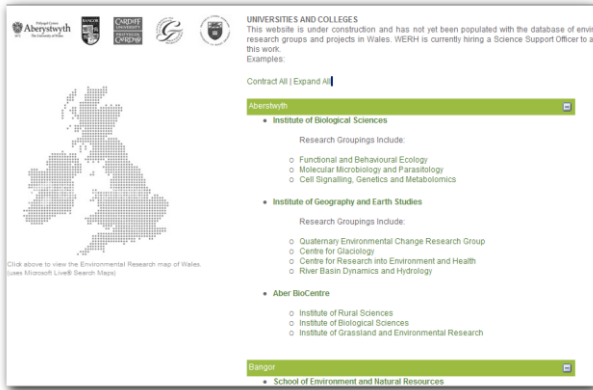 Aberystwyth
The University of Wales
BANGOR
CARDIFF
UNIVERSITY
PRIFYSGOL
CAERDYDD
UNIVERSITIES AND COLLEGES
This website is under construction and has not yet been populated with the database of
research groups and projects in Wales. WERH is currently hiring a Science Support Officer to
this work.
Examples:
Contract All | Expand All
Aberstwyth
Institute of Biological Sciences
Research Groupings Include:
Functional and Behavioural Ecology
Molecular Microbiology and Parasitology
Cell Signalling, Genetics and Metabolomics
Institute of Geography and Earth Studies
Research Groupings Include:
Quaternary Environmental Change Research Group
Centre for Glaciology
Centre for Research into Environment and Health
River Basin Dynamics and Hydrology
Click above to view the Environmental Research map of Wales.
(uses Microsoft Live® Search Maps)
Aber BioCentre
Institute of Rural Sciences
Institute of Biological Sciences
Institute of Grassland and Environmental Research
Bangor
School of Environment and Natural Resources